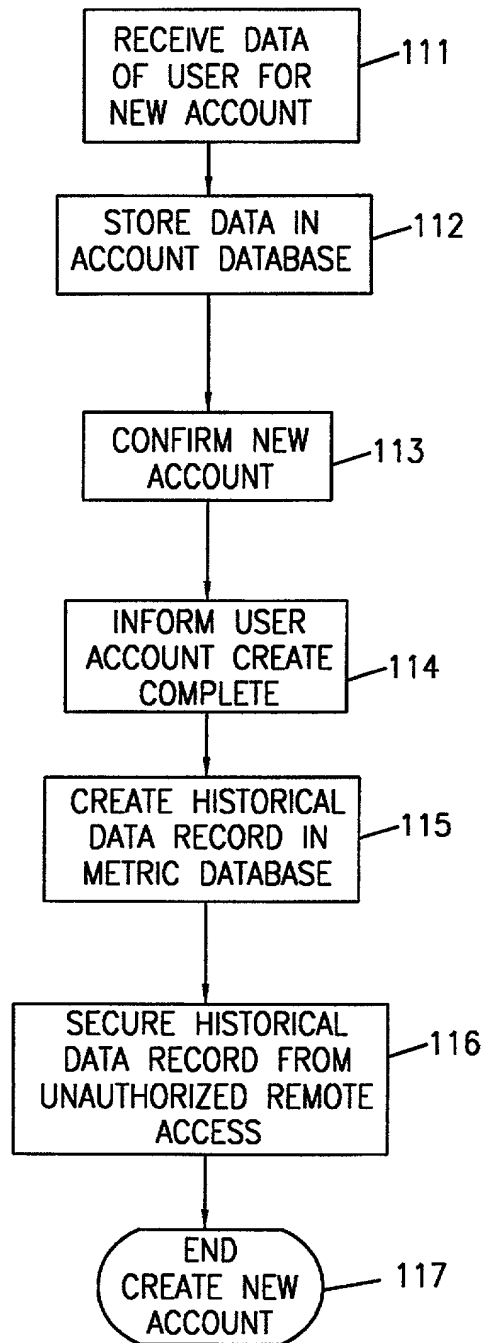 RECEIVE DATA
OF USER FOR
NEW ACCOUNT
111
STORE DATA IN
ACCOUNT DATABASE
112
CONFIRM NEW
ACCOUNT
113
INFORM USER
ACCOUNT CREATE
COMPLETE
114
CREATE HISTORICAL
DATA RECORD IN
METRIC DATABASE
115
SECURE HISTORICAL
DATA RECORD FROM
UNAUTHORIZED REMOTE
ACCESS
116
END
CREATE NEW
ACCOUNT
117